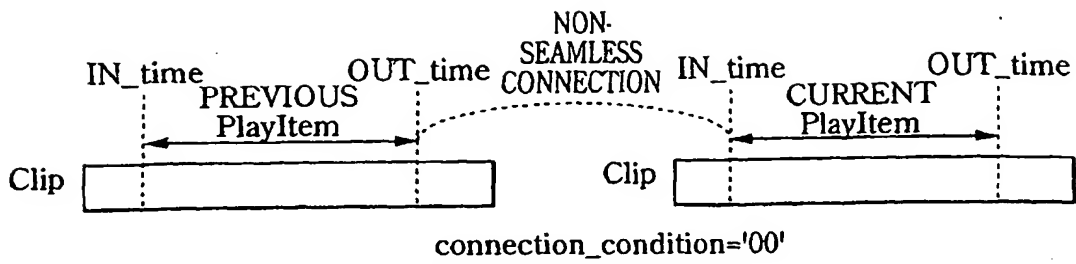 NON-
SEAMLESS
CONNECTION
IN_time
OUT_time
IN_time
OUT_time
PREVIOUS
PlayItem
CURRENT
PlayItem
Clip
Clip
connection_condition='00'